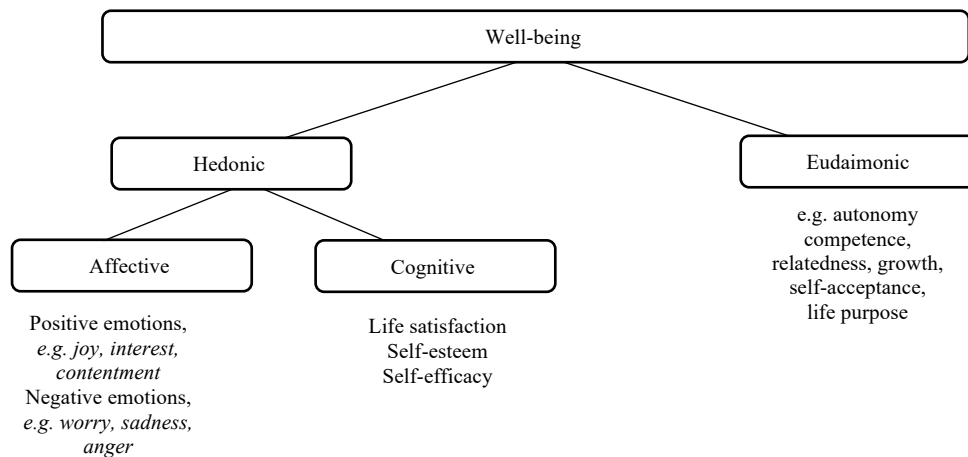 Well-being
Hedonic
Eudaimonic
Affective
Cognitive
Positive emotions,
e.g. joy, interest,
contentment
Negative emotions,
e.g. worry, sadness,
anger
Life satisfaction
Self-esteem
Self-efficacy
e.g. autonomy
competence,
relatedness, growth,
self-acceptance,
life purpose